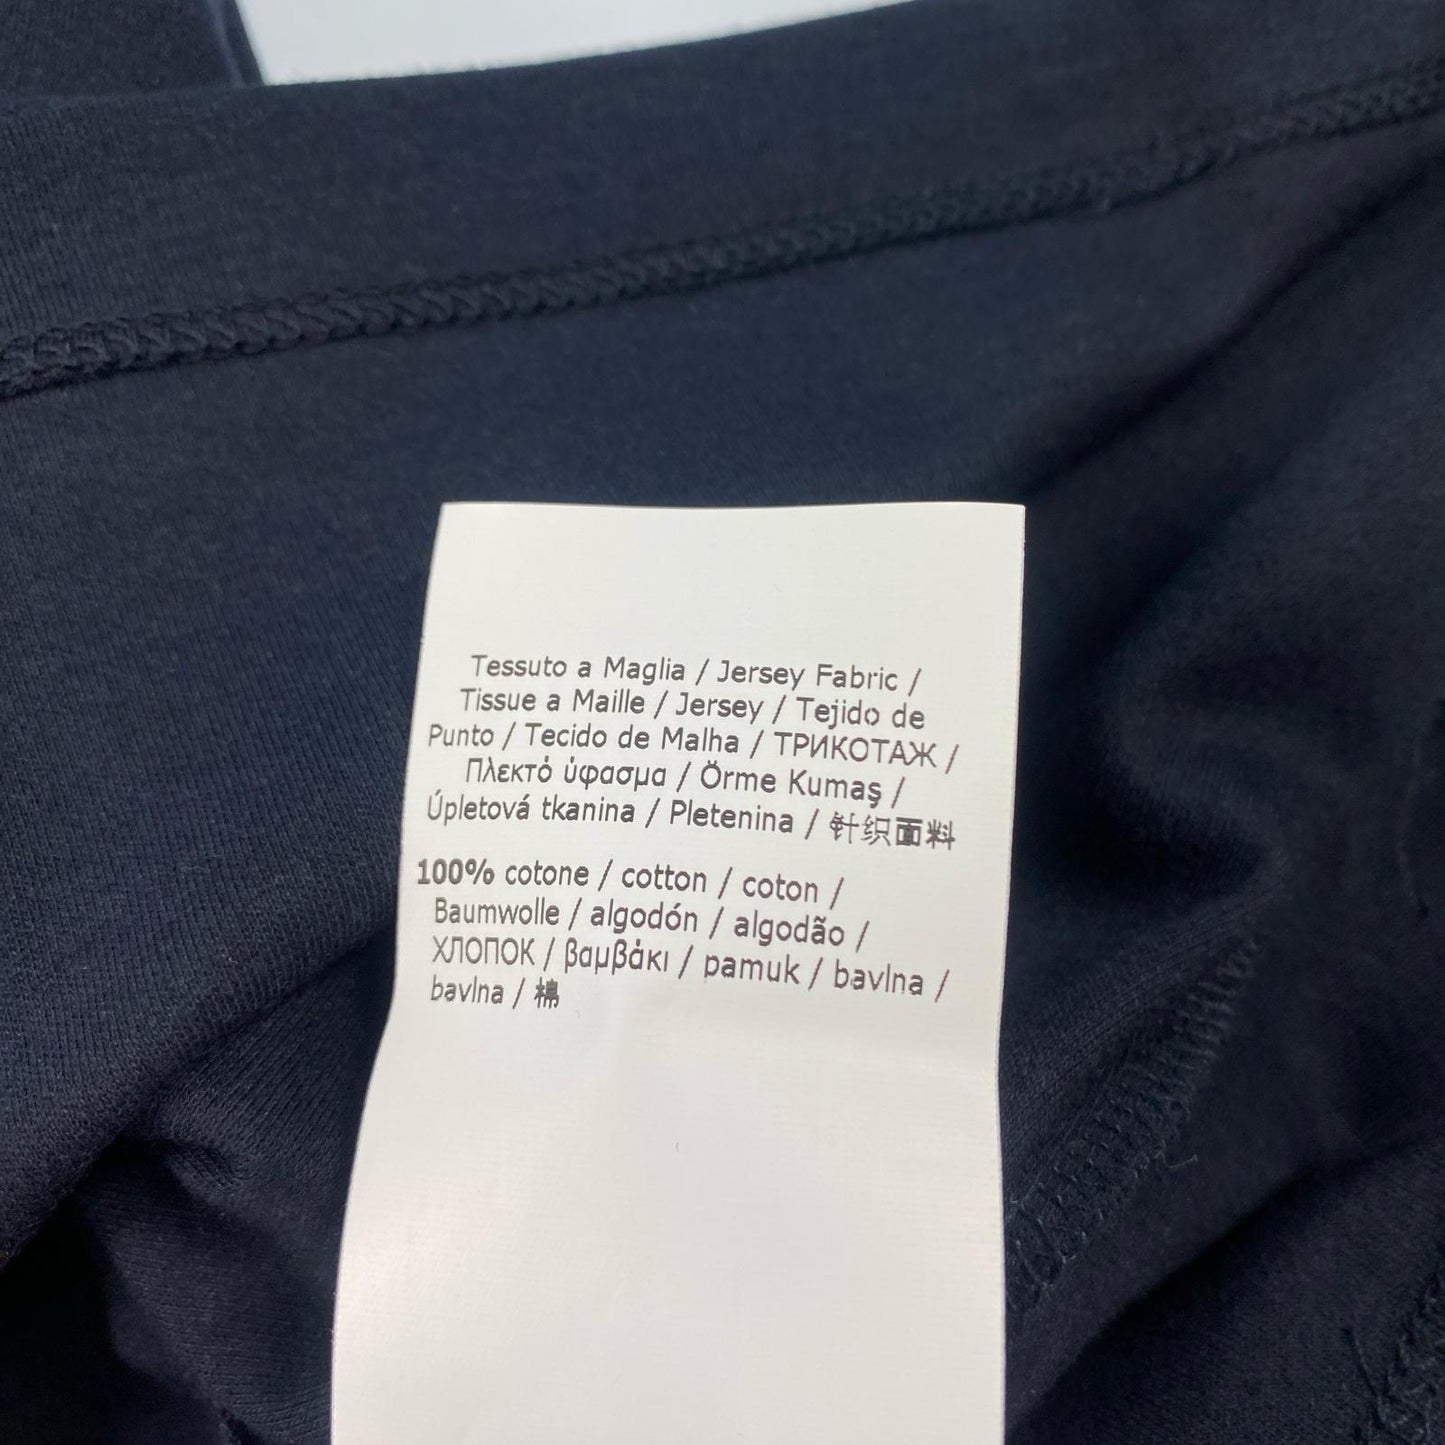 Tessuto a Maglia / Jersey Fabric /
Tissue a Maille / Jersey / Tejido de
Punto / Tecido de Malha / ТРИКОТАЖ /
Πλεκτό ύφασμα / Örme Kumaş /
Úpletová tkanina / Pletenina / 针织面料
100% cotone / cotton / coton /
Baumwolle / algodón / algodão /
ХЛОПОК / βαμβάκι / pamuk / bavlna /
bavlna / 棉